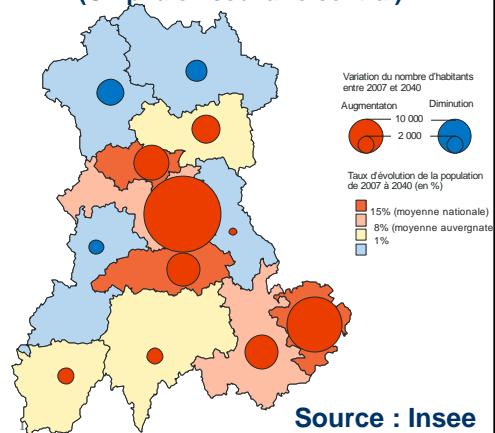 Variation du nombre d'habitants
entre 2007 et 2040
Augmentaton
Diminution
10 000
2 000
Taux d'évolution de la population
de 2007 à 2040 (en %)
15% (moyenne nationale)
8% (moyenne auvergnate
1%
Source : Insee